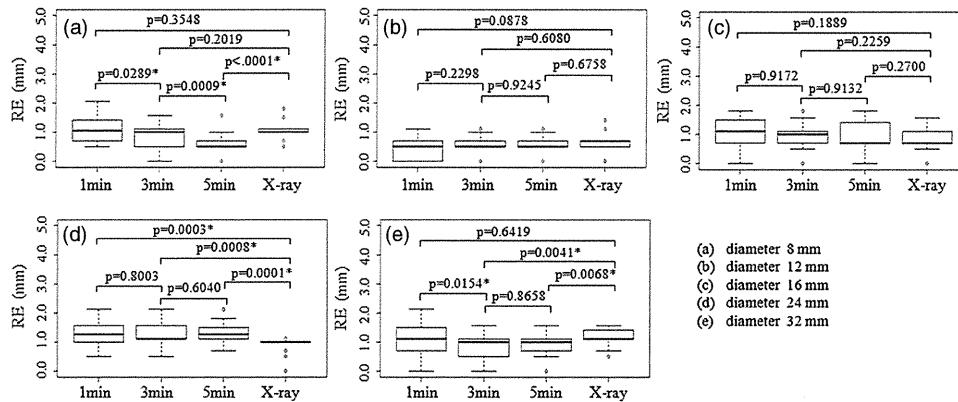 (a)
p=0.3548
p=0.2019
p<.0001*
p=0.0289*
p=0.0009*
RE (mm)
5.0
4.0
3.0
2.0
1.0
0.0
1min 3min 5min X-ray
(b)
p=0.0878
p=0.6080
p=0.6758
p=0.2298
p=0.9245
RE (mm)
5.0
4.0
3.0
2.0
1.0
0.0
1min 3min 5min X-ray
(c)
p=0.1889
p=0.2259
p=0.2700
p=0.9172
p=0.9132
RE (mm)
5.0
4.0
3.0
2.0
1.0
0.0
1min 3min 5min X-ray
(d)
p=0.0003*
p=0.0008*
p=0.0001*
p=0.8003
p=0.6040
RE (mm)
5.0
4.0
3.0
2.0
1.0
0.0
1min 3min 5min X-ray
(e)
p=0.6419
p=0.0041*
p=0.0068*
p=0.0154*
p=0.8658
RE (mm)
5.0
4.0
3.0
2.0
1.0
0.0
1min 3min 5min X-ray
(a) diameter 8 mm
(b) diameter 12 mm
(c) diameter 16 mm
(d) diameter 24 mm
(e) diameter 32 mm